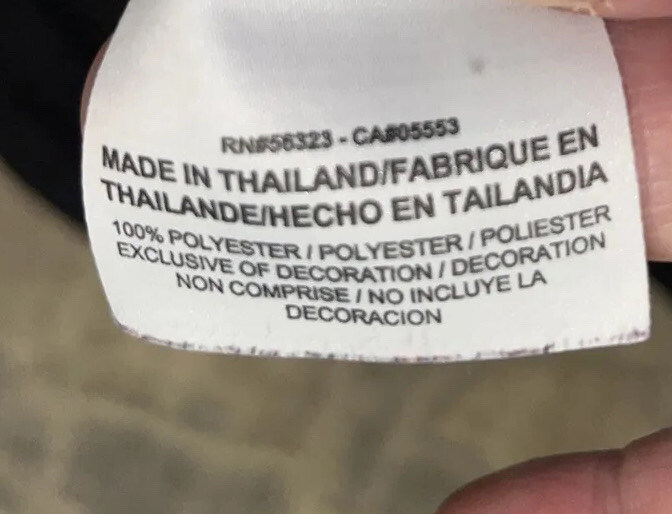 RN#56323 - CA#05553
MADE IN THAILAND/FABRIQUE EN
THAILANDE/HECHO EN TAILANDIA
100% POLYESTER / POLYESTER / POLIESTER
EXCLUSIVE OF DECORATION / DECORATION
NON COMPRISE / NO INCLUYE LA
DECORACION